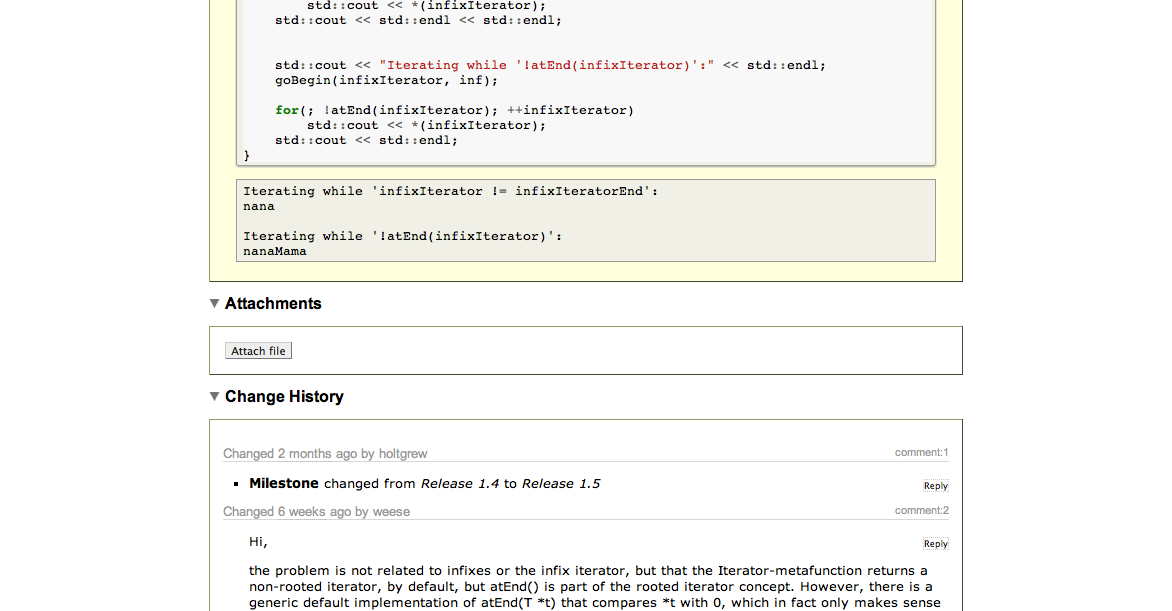 std::cout << *(infixIterator);
std::cout << std::endl << std::endl;
std::cout << "Iterating while '!atEnd(infixIterator)':" << std::endl;
goBegin(infixIterator, inf);
for(; !atEnd(infixIterator); ++infixIterator)
std::cout << *(infixIterator);
std::cout << std::endl;
}
Iterating while 'infixIterator != infixIteratorEnd':
nana
Iterating while '!atEnd(infixIterator)':
nanaMama
Attachments
Attach file
Change History
Changed 2 months ago by holtgrew comment:1
Milestone changed from Release 1.4 to Release 1.5 Reply
Changed 6 weeks ago by weese comment:2
Hi, Reply
the problem is not related to infixes or the infix iterator, but that the Iterator-metafunction returns a
non-rooted iterator, by default, but atEnd() is part of the rooted iterator concept. However, there is a
generic default implementation of atEnd(T *t) that compares *t with 0, which in fact only makes sense